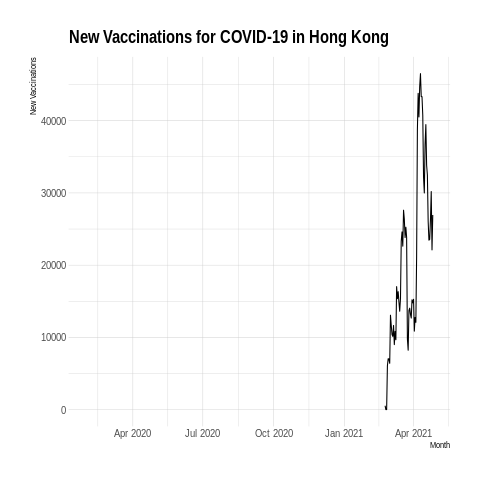 New Vaccinations for COVID-19 in Hong Kong
New Vaccinations
40000
30000
20000
10000
0
Apr 2020 Jul 2020 Oct 2020 Jan 2021 Apr 2021
Month